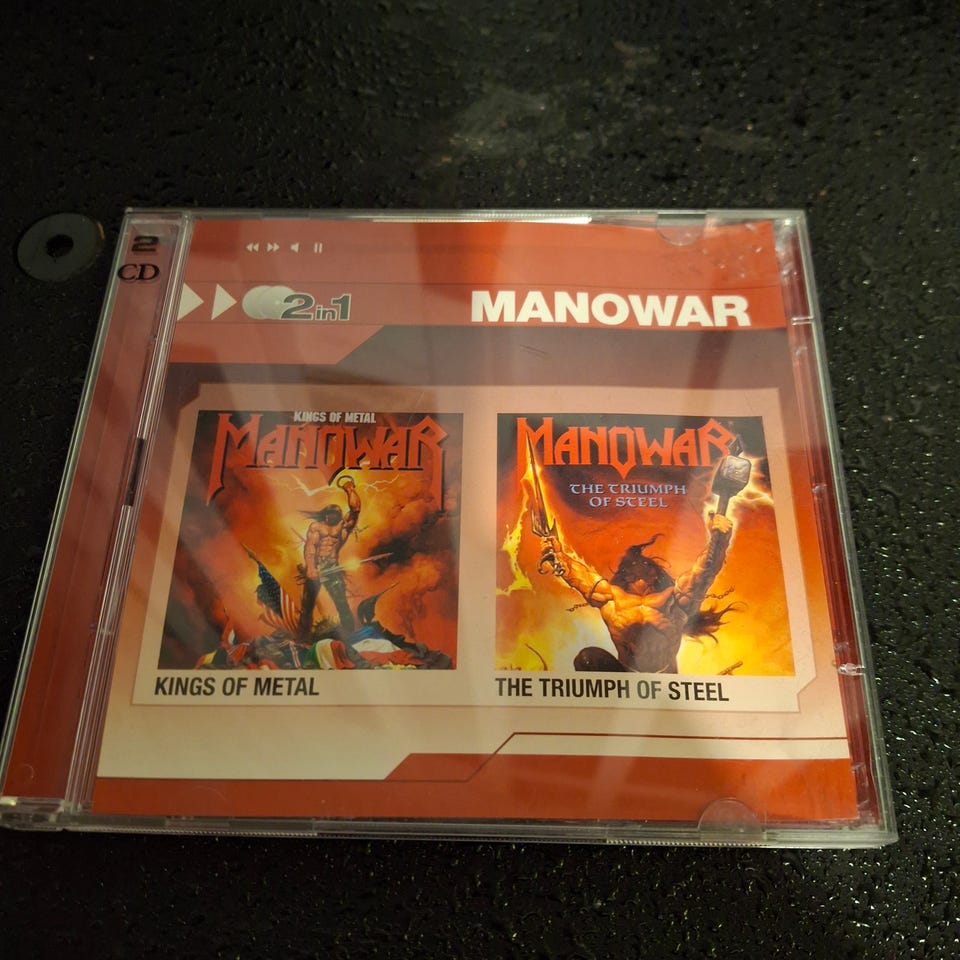 2
CD
2in1
MANOWAR
KINGS OF METAL
MANOWAR
MANOWAR
THE TRIUMPH
OF STEEL
KINGS OF METAL
THE TRIUMPH OF STEEL